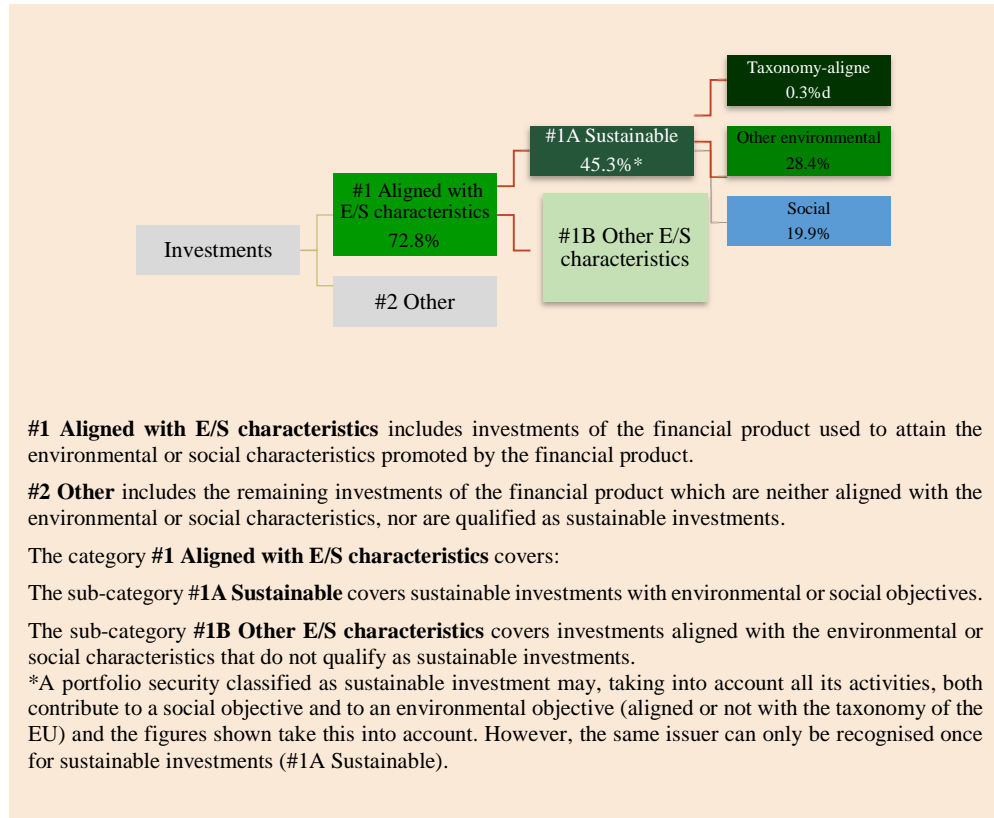 Taxonomy-aligne
0.3%d
#1A Sustainable
45.3%*
Other environmental
28.4%
#1 Aligned with
E/S characteristics
72.8%
Social
19.9%
Investments
#1B Other E/S
characteristics
#2 Other
#1 Aligned with E/S characteristics includes investments of the financial product used to attain the
environmental or social characteristics promoted by the financial product.
#2 Other includes the remaining investments of the financial product which are neither aligned with the
environmental or social characteristics, nor are qualified as sustainable investments.
The category #1 Aligned with E/S characteristics covers:
The sub-category #1A Sustainable covers sustainable investments with environmental or social objectives.
The sub-category #1B Other E/S characteristics covers investments aligned with the environmental or
social characteristics that do not qualify as sustainable investments.
*A portfolio security classified as sustainable investment may, taking into account all its activities, both
contribute to a social objective and to an environmental objective (aligned or not with the taxonomy of the
EU) and the figures shown take this into account. However, the same issuer can only be recognised once
for sustainable investments (#1A Sustainable).